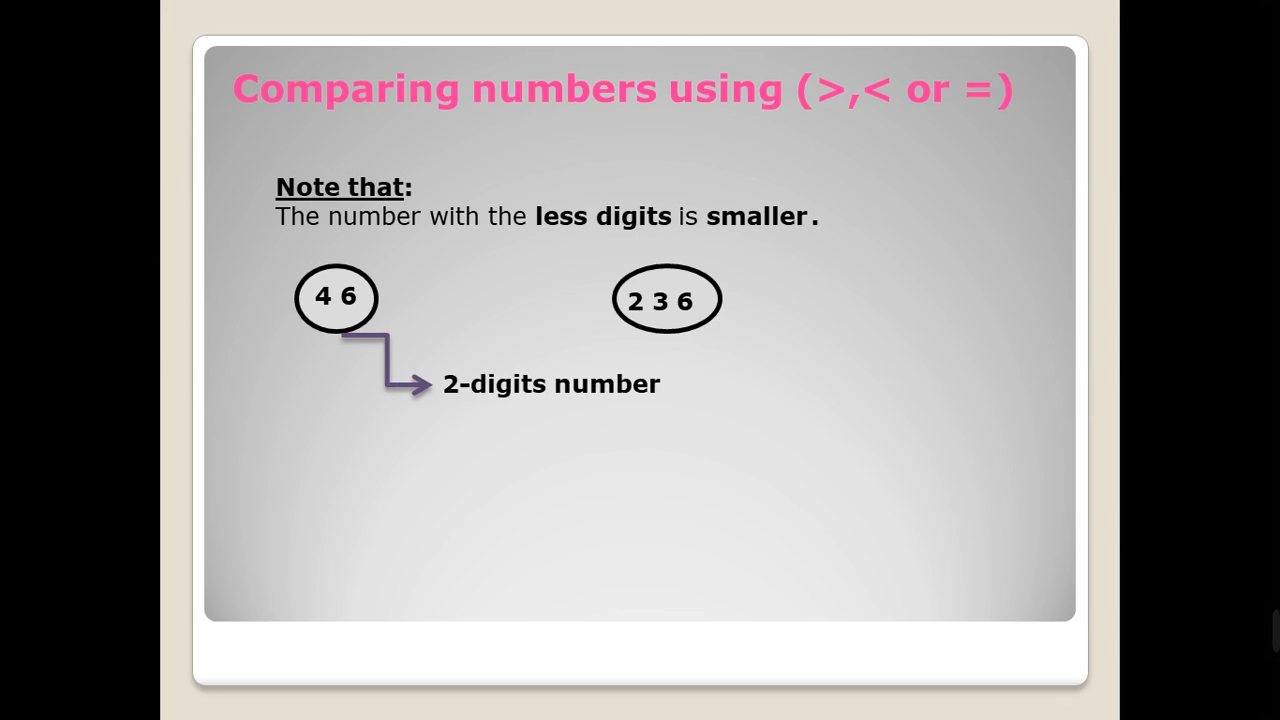 Comparing numbers using (>,< or =)
Note that:
The number with the less digits is smaller.
4 6
2 3 6
2-digits number